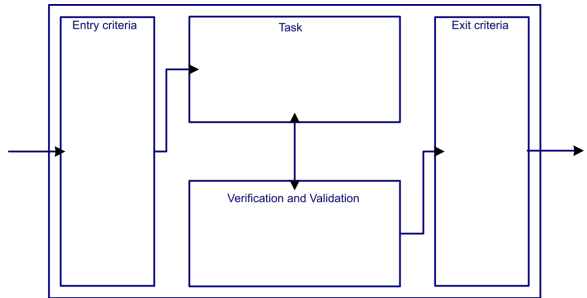 Entry criteria
Task
Exit criteria
Verification and Validation